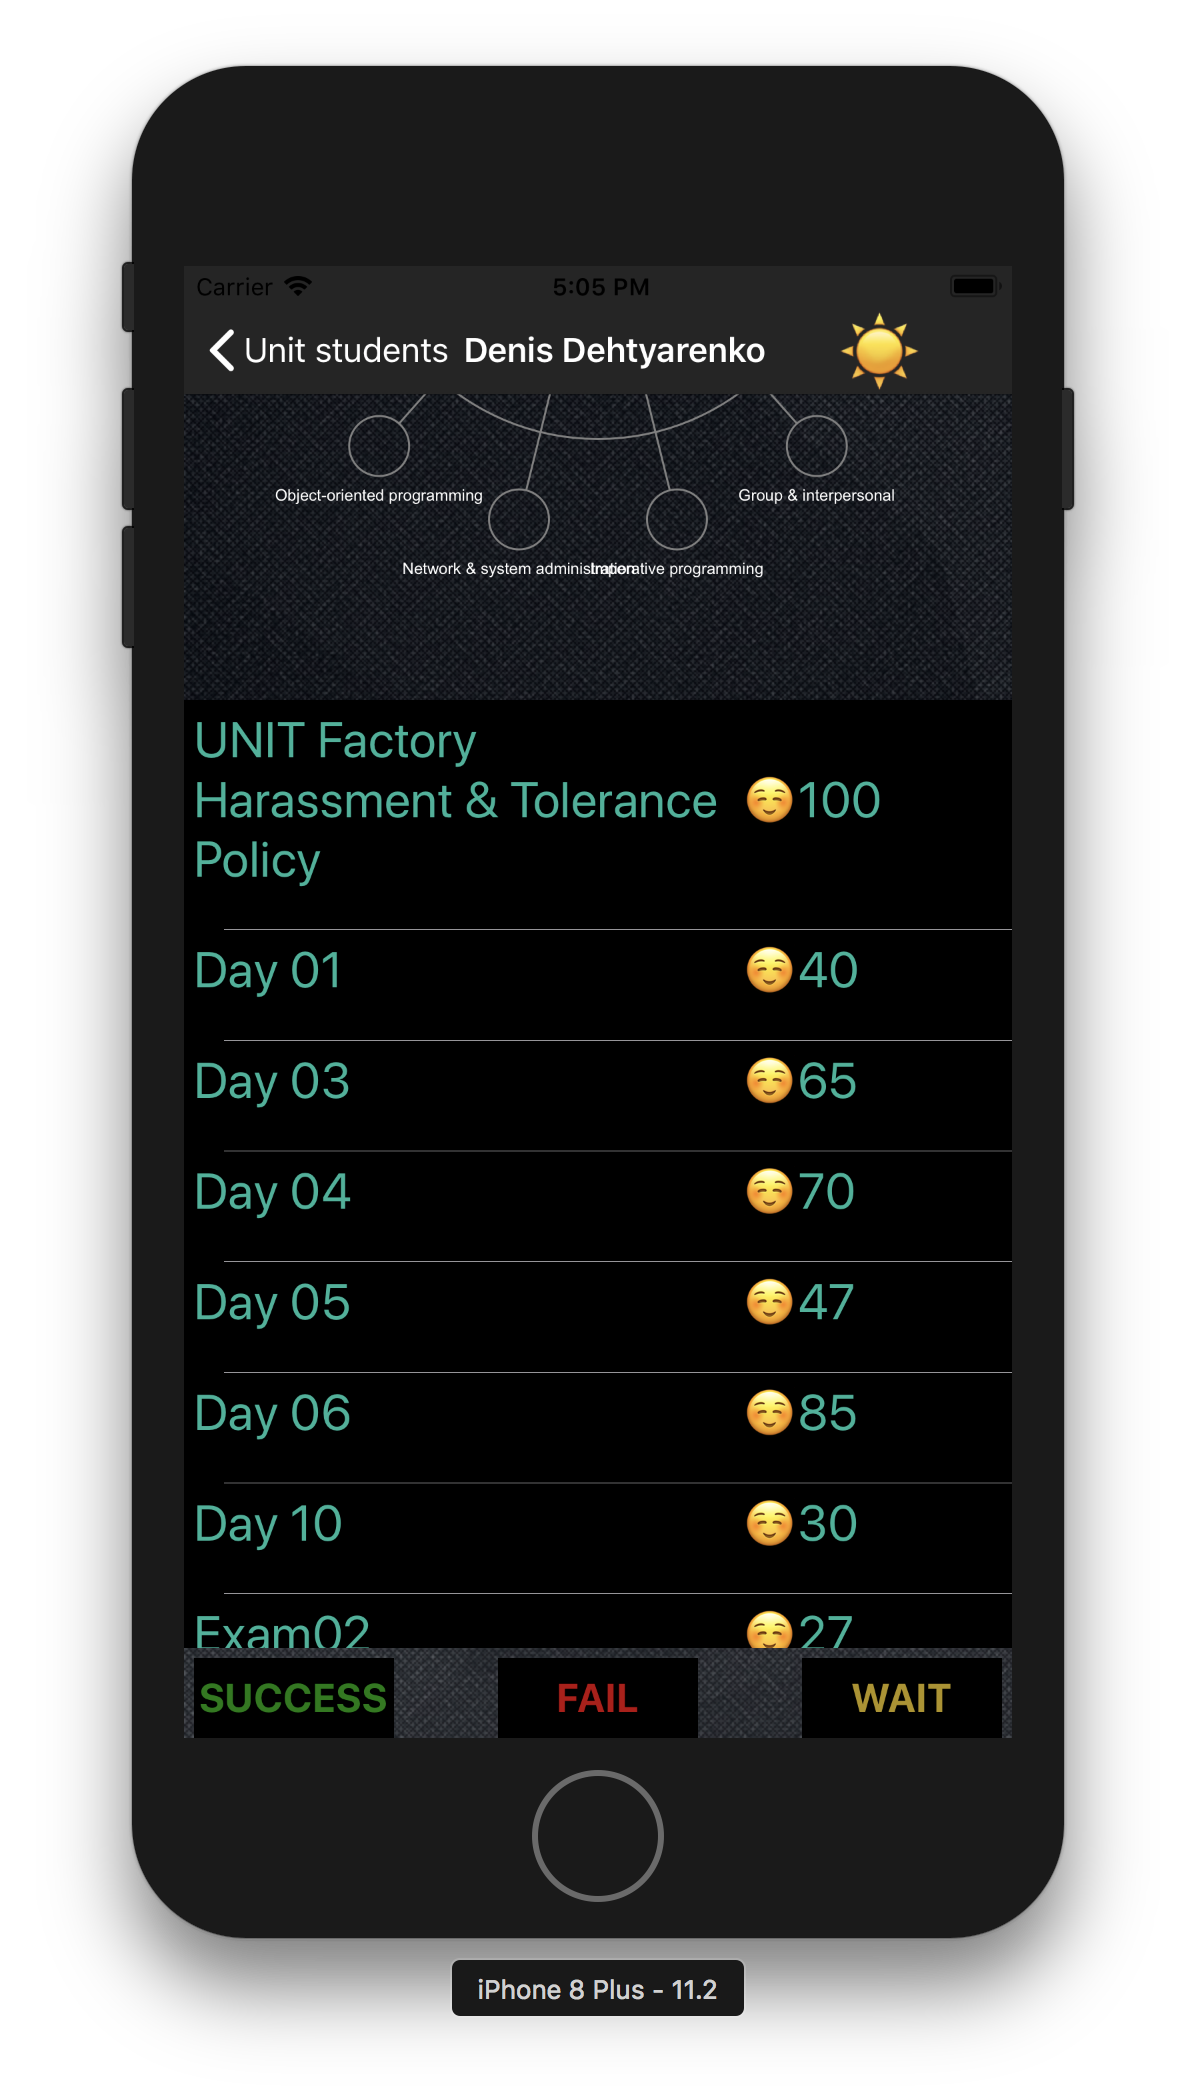 Carrier 5:05 PM
Unit students Denis Dehtyarenko
Object-oriented programming
Group & interpersonal
Network & system administration
Imperative programming
UNIT Factory
Harassment & Tolerance ☺️100
Policy
Day 01 ☺️40
Day 03 ☺️65
Day 04 ☺️70
Day 05 ☺️47
Day 06 ☺️85
Day 10 ☺️30
Exam02 ☺️27
SUCCESS FAIL WAIT
iPhone 8 Plus - 11.2